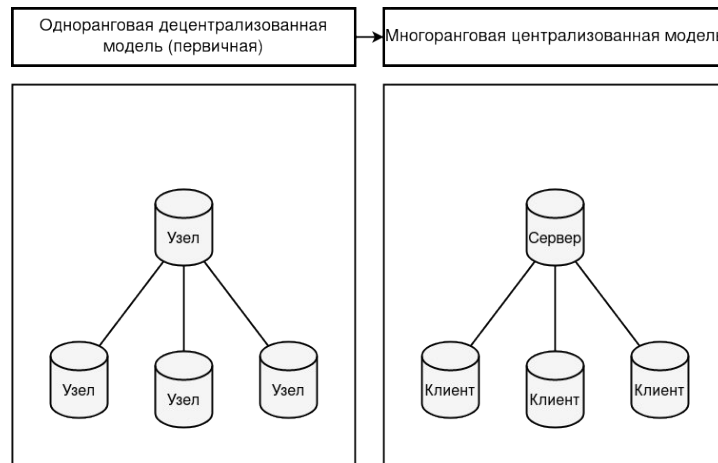 Одноранговая децентрализованная
модель (первичная)
Многоранговая централизованная модель
Узел
Узел
Узел
Узел
Сервер
Клиент
Клиент
Клиент